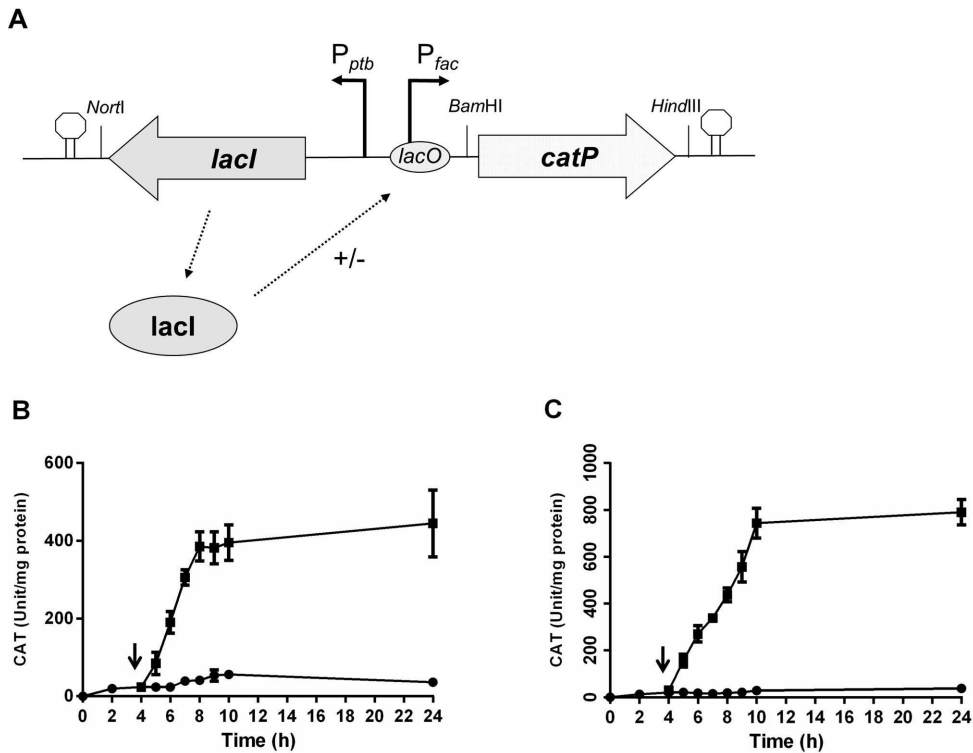 A
P_ptb
P_fac
NortI
BamHI
HindIII
lacI
lacO
catP
+/-
lacI
B
600
400
200
0
CAT (Unit/mg protein)
0 2 4 6 8 10 12 14 16 18 20 22 24
Time (h)
C
1000
800
600
400
200
0
CAT (Unit/mg protein)
0 2 4 6 8 10 12 14 16 18 20 22 24
Time (h)